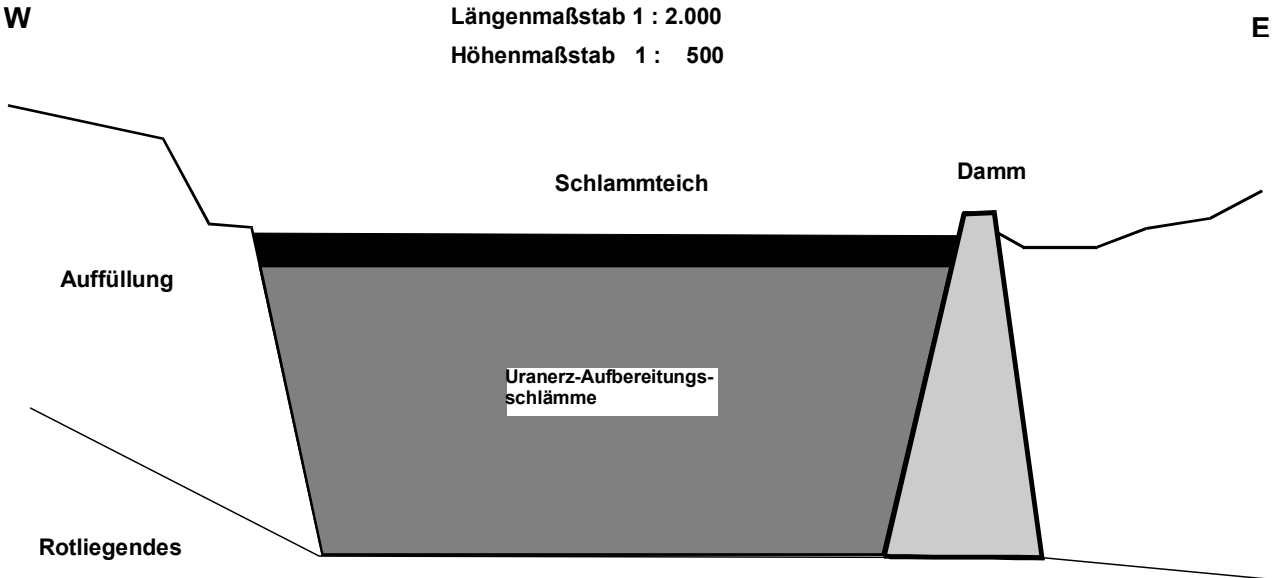 W
Längenmaßstab 1 : 2.000
E
Höhenmaßstab 1 : 500
Damm
Schlammteich
Auffüllung
Uranerz-Aufbereitungs-
schlämme
Rotliegendes